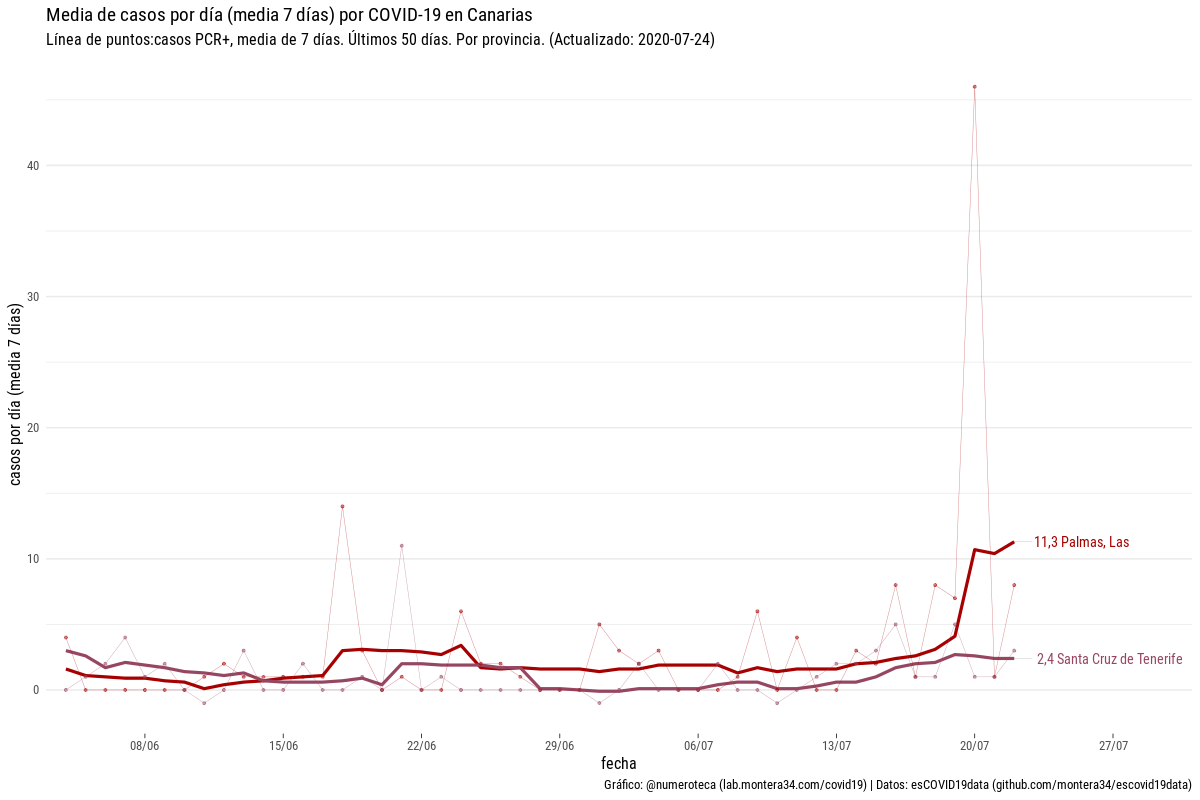 Media de casos por día (media 7 días) por COVID-19 en Canarias
Línea de puntos:casos PCR+, media de 7 días. Últimos 50 días. Por provincia. (Actualizado: 2020-07-24)
casos por día (media 7 días)
40
30
20
10
0
11,3 Palmas, Las
2,4 Santa Cruz de Tenerife
08/06
15/06
22/06
29/06
06/07
13/07
20/07
27/07
fecha
Gráfico: @numeroteca (lab.montera34.com/covid19) | Datos: esCOVID19data (github.com/montera34/escovid19data)